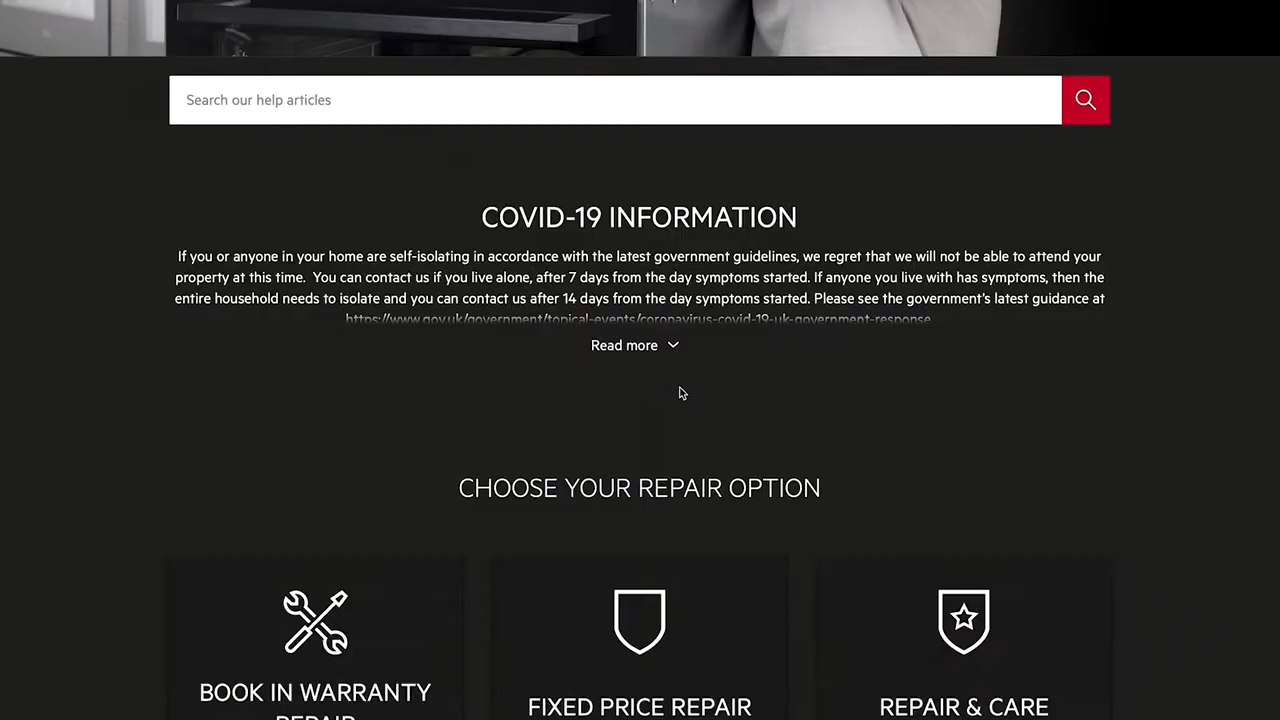 Search our help articles
COVID-19 INFORMATION
If you or anyone in your home are self-isolating in accordance with the latest government guidelines, we regret that we will not be able to attend your
property at this time. You can contact us if you live alone, after 7 days from the day symptoms started. If anyone you live with has symptoms, then the
entire household needs to isolate and you can contact us after 14 days from the day symptoms started. Please see the government's latest guidance at
https://www.gov.uk/government/topical-events/coronavirus-covid-19-uk-government-response
Read more
CHOOSE YOUR REPAIR OPTION
BOOK IN WARRANTY
REPAIR
FIXED PRICE REPAIR
REPAIR & CARE